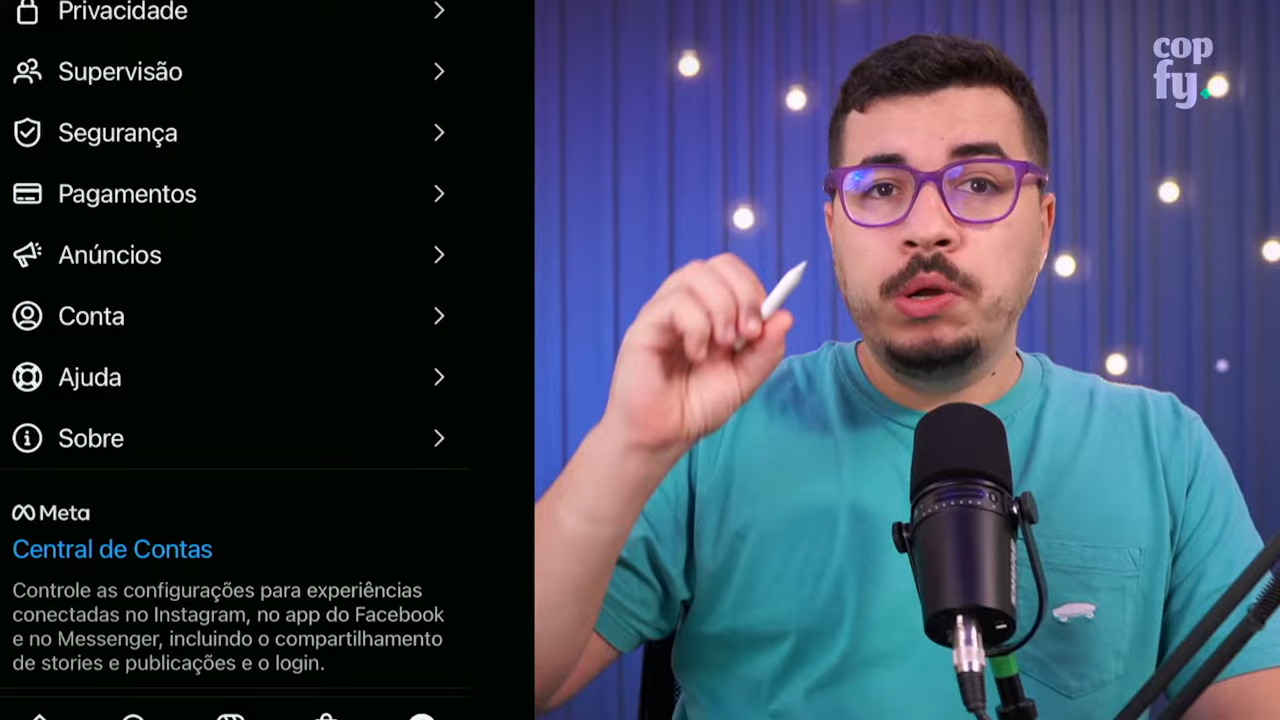 Privacidade
Supervisão
Segurança
Pagamentos
Anúncios
Conta
Ajuda
Sobre
Meta
Central de Contas
Controle as configurações para experiências
conectadas no Instagram, no app do Facebook
e no Messenger, incluindo o compartilhamento
de stories e publicações e o login.
cop
fy.